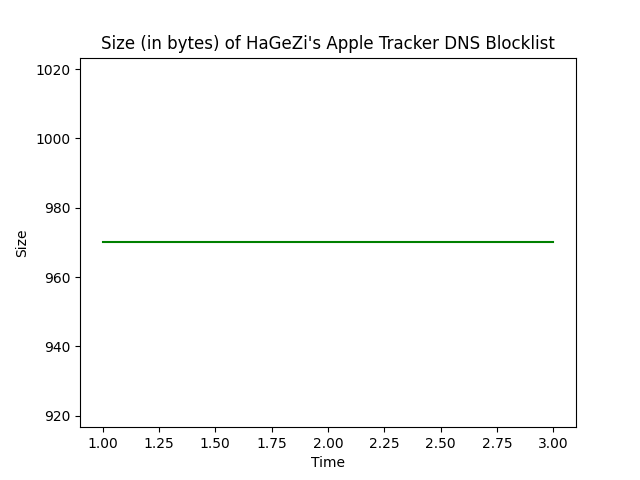 Size (in bytes) of HaGeZi's Apple Tracker DNS Blocklist
1020
1000
980
960
940
920
Size
1.00 1.25 1.50 1.75 2.00 2.25 2.50 2.75 3.00
Time